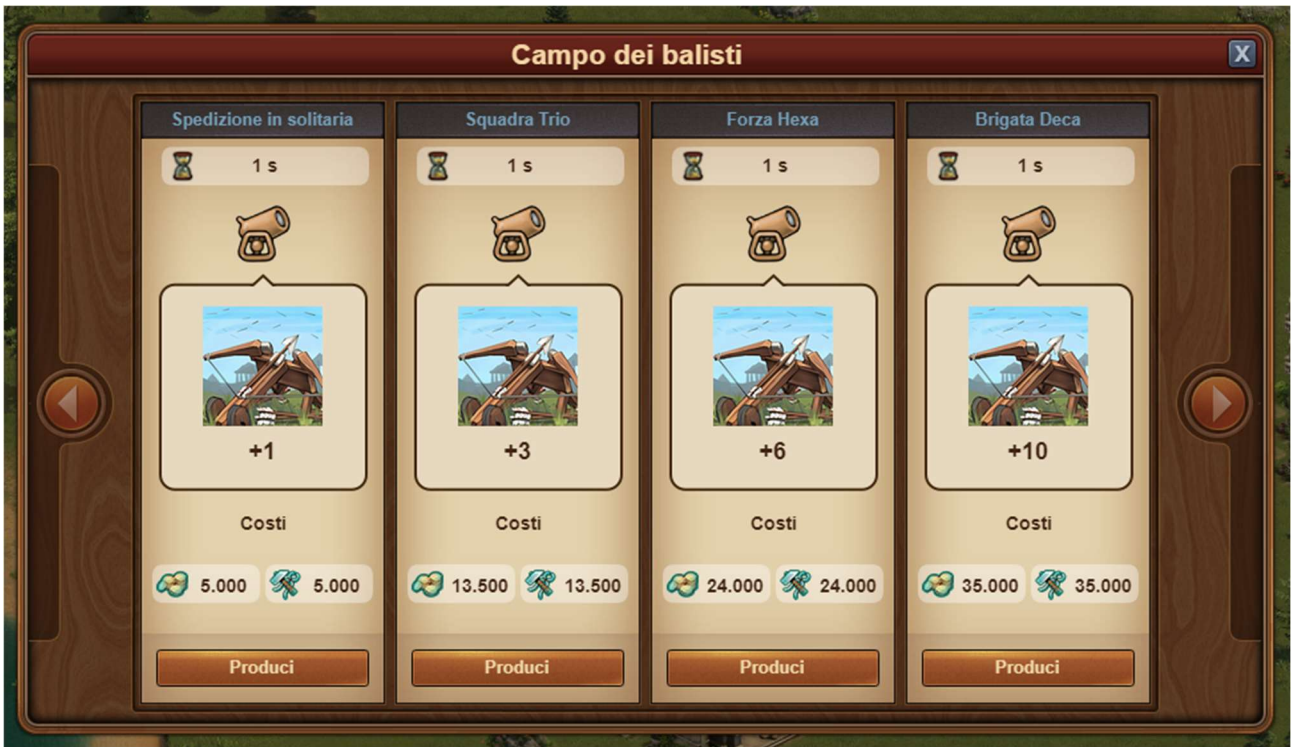 Campo dei balisti
X
Spedizione in solitaria
1 s
+1
Costi
5.000 5.000
Produci
Squadra Trio
1 s
+3
Costi
13.500 13.500
Produci
Forza Hexa
1 s
+6
Costi
24.000 24.000
Produci
Brigata Deca
1 s
+10
Costi
35.000 35.000
Produci